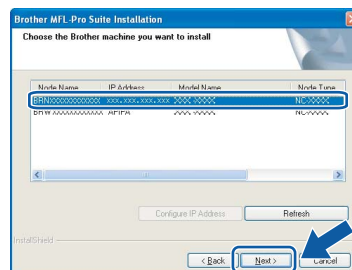 Brother MFL-Pro Suite Installation
Choose the Brother machine you want to install
Node Name IP Address Model Name Node Type
BRNXXXXXXXXXXXX xxx.xxx.xxx.xxx XXX-XXXX NC-XXXX
BRWXXXXXXXXXXXX APIPA XXX-XXXX NC-XXXX
Configure IP Address Refresh
InstallShield
< Back Next > Cancel